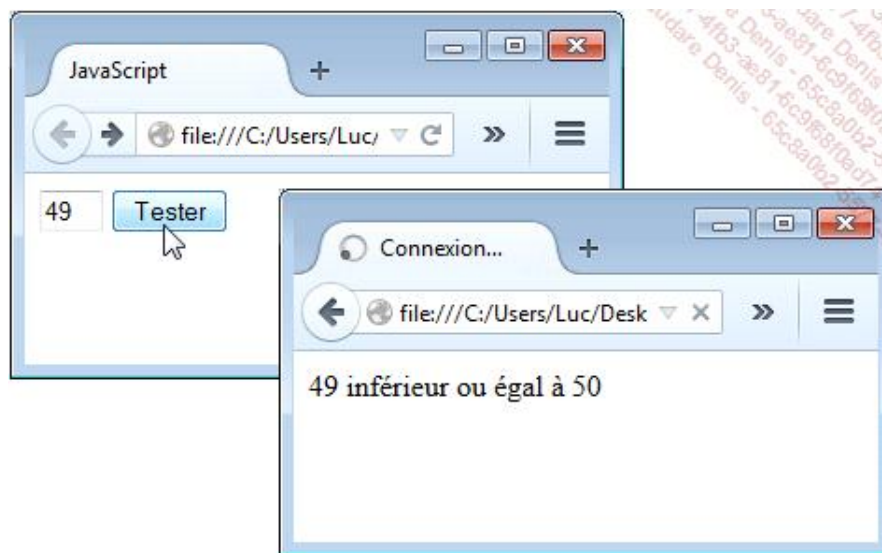 JavaScript
file:///C:/Users/Luc/
49 Tester
Connexion...
file:///C:/Users/Luc/Desk
49 inférieur ou égal à 50